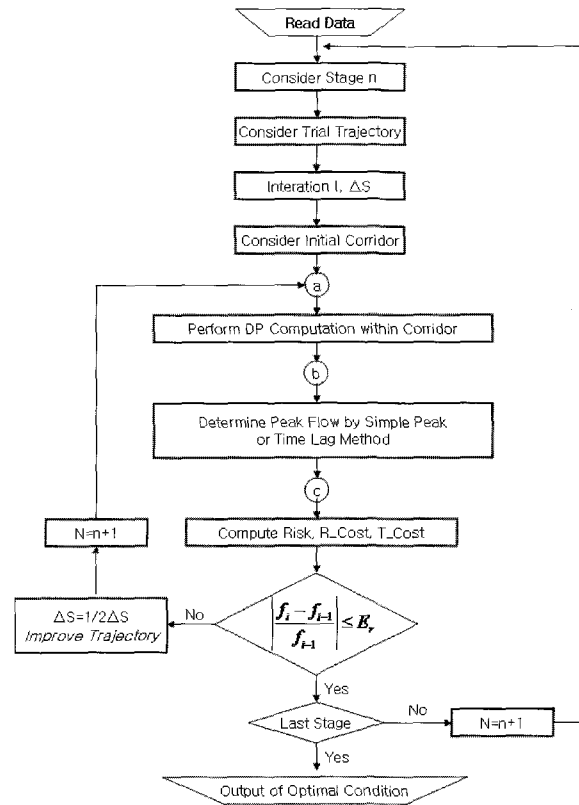 Read Data
Consider Stage n
Consider Trial Trajectory
Interation I, ΔS
Consider Initial Corridor
a
Perform DP Computation within Corridor
b
Determine Peak Flow by Simple Peak
or Time Lag Method
c
N=n+1
Compute Risk, R_Cost, T_Cost
ΔS=1/2ΔS
Improve Trajectory
No
|f_i − f_{i-1} / f_{i-1}| ≤ E_r
Yes
Last Stage
No
N=n+1
Yes
Output of Optimal Condition